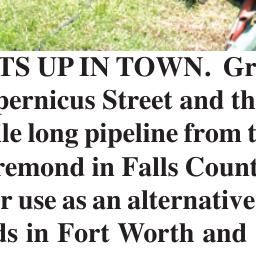 TS UP IN TOWN. Gr
pernicus Street and th
le long pipeline from t
remond in Falls Count
r use as an alternative
ds in Fort Worth and